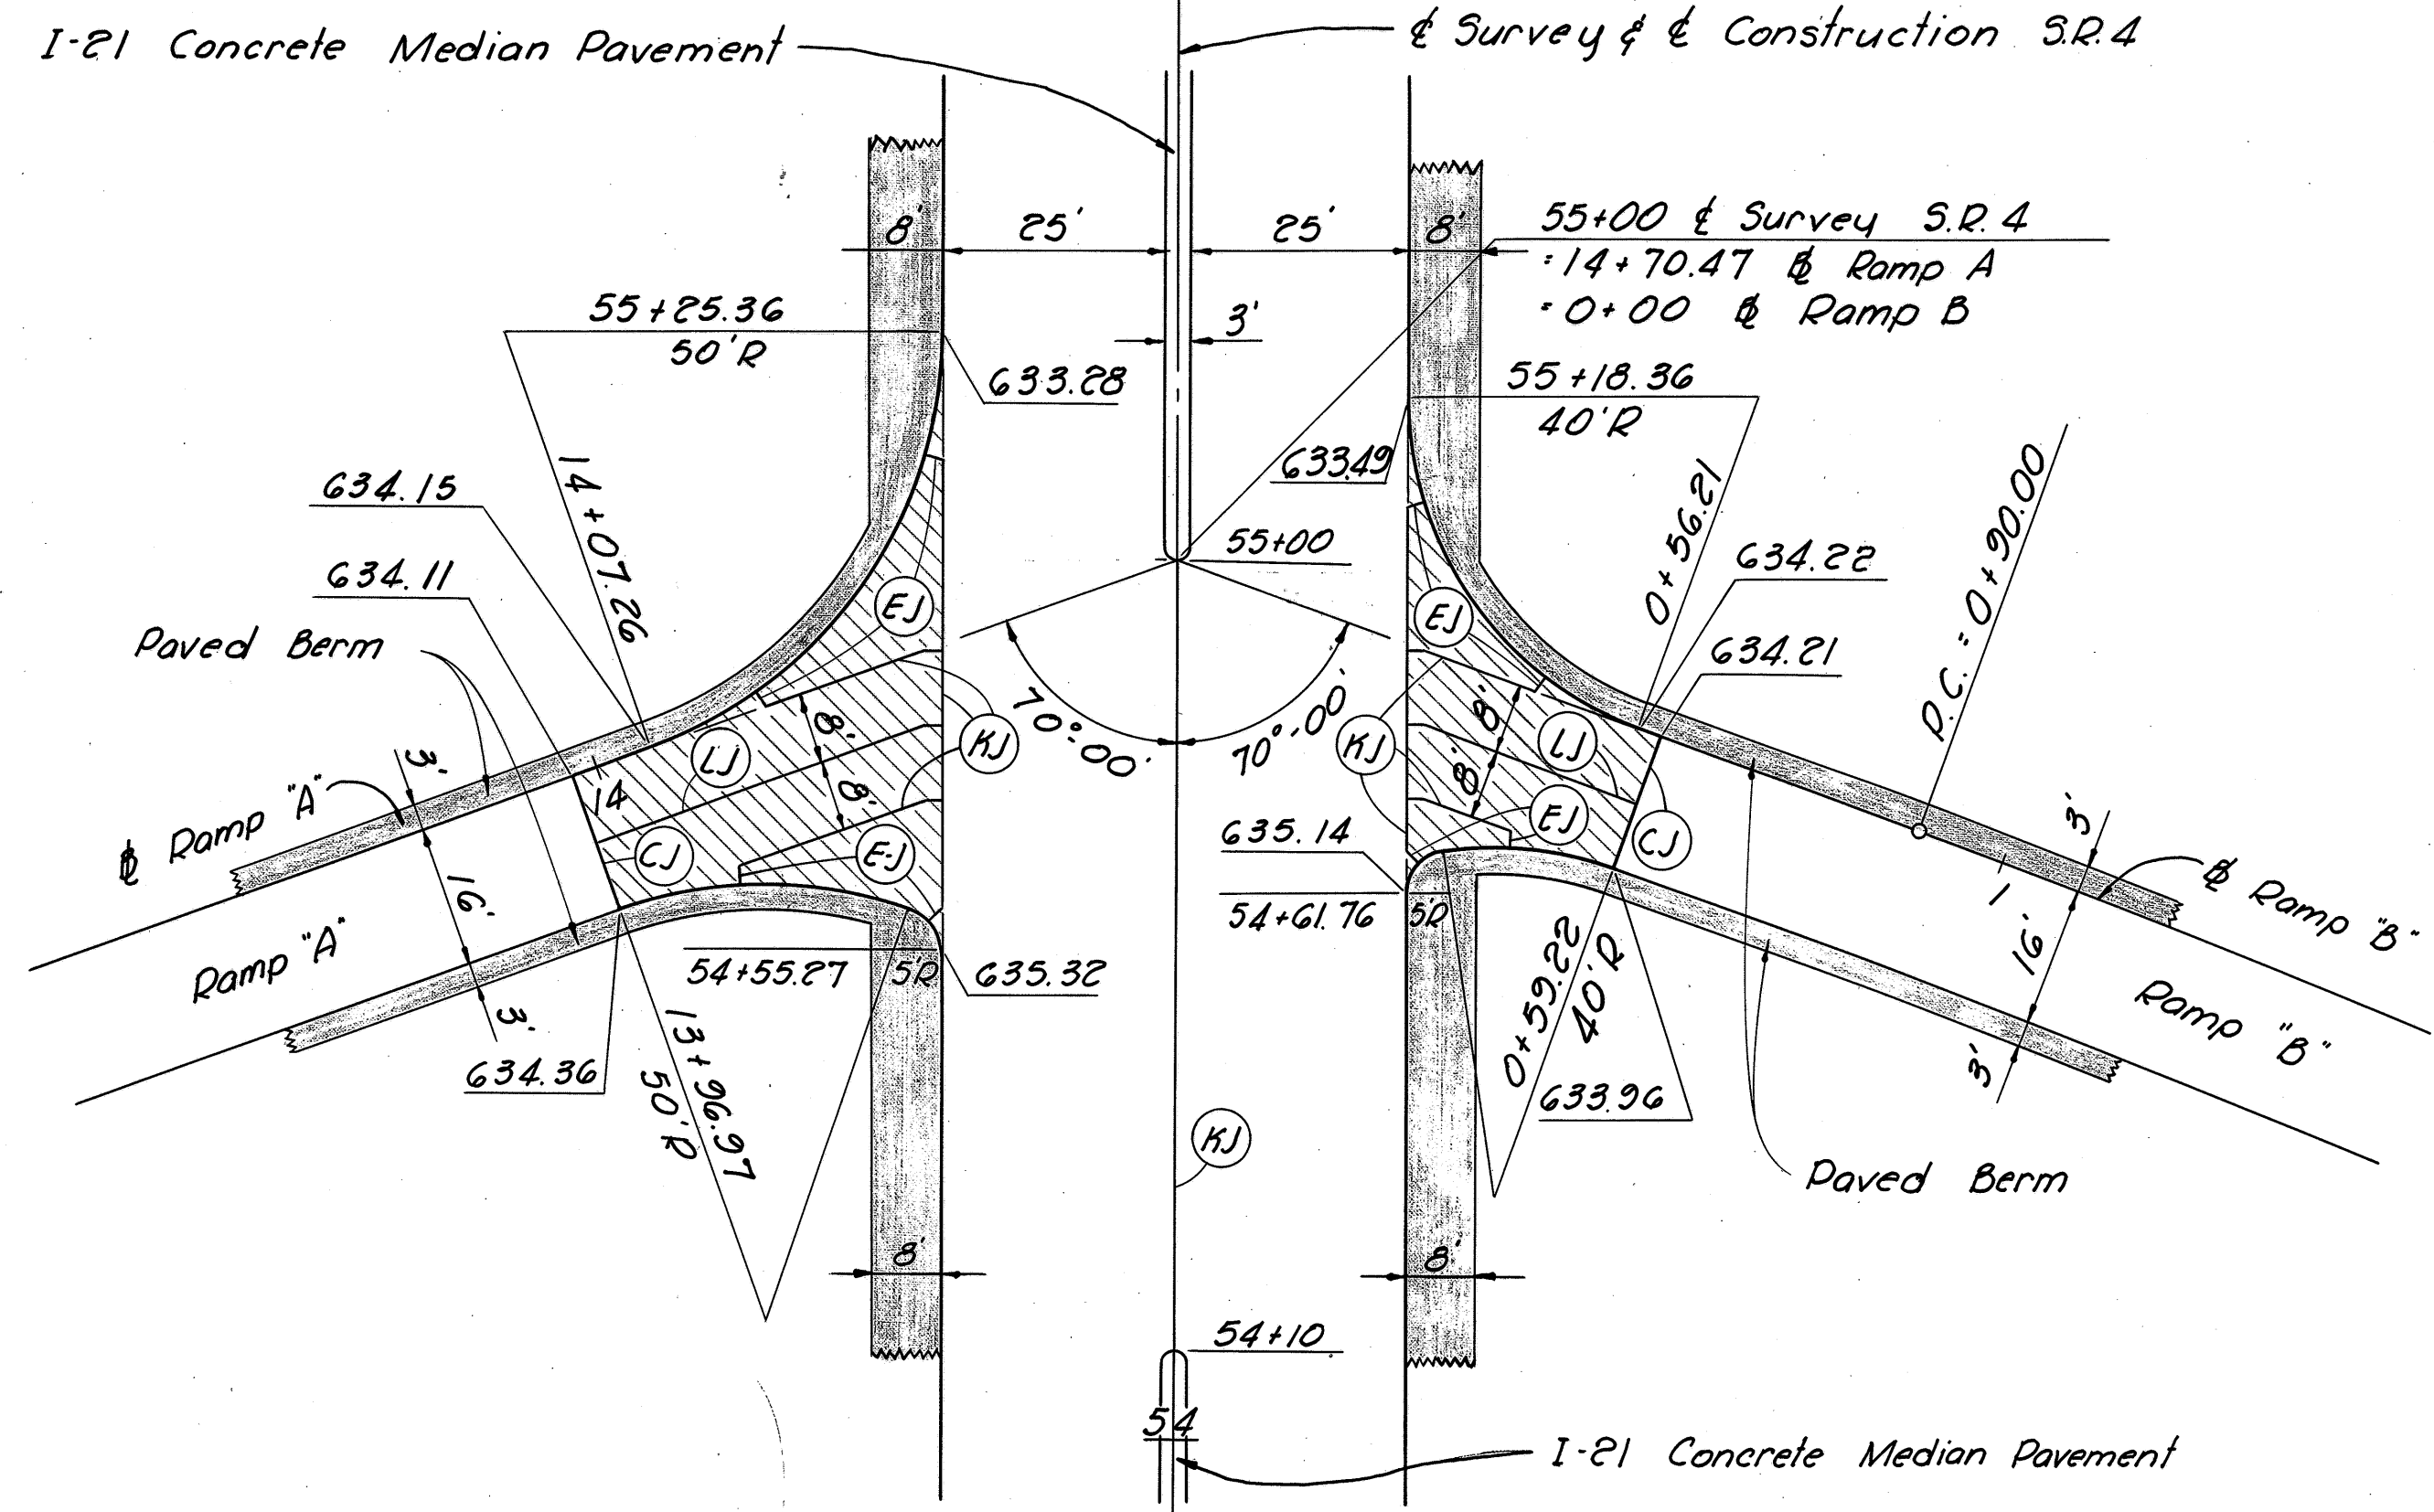 I-21 Concrete Median Pavement
℄ Survey & ℄ Construction S.R. 4
8'
25'
25'
8'
55+00 ℄ Survey S.R. 4
= 14+70.47 ℄ Ramp A
= 0+00 ℄ Ramp B
3'
55+25.36
50'R
633.28
55+18.36
40'R
633.49
14+07.26
634.15
634.11
Paved Berm
55+00
0+56.21
634.22
634.21
P.C. = 0+90.00
EJ
EJ
70°-00'
70°-00'
KJ
KJ
LJ
LJ
8'
8'
8'
8'
14
CJ
E-J
EJ
CJ
3'
16'
3'
℄ Ramp "A"
Ramp "A"
635.14
54+61.76
5'R
54+55.27
5'R
635.32
634.36
13+96.97
50'R
0+59.22
40'R
633.96
3'
1
16'
3'
℄ Ramp "B"
Ramp "B"
KJ
Paved Berm
8'
8'
54+10
54
I-21 Concrete Median Pavement